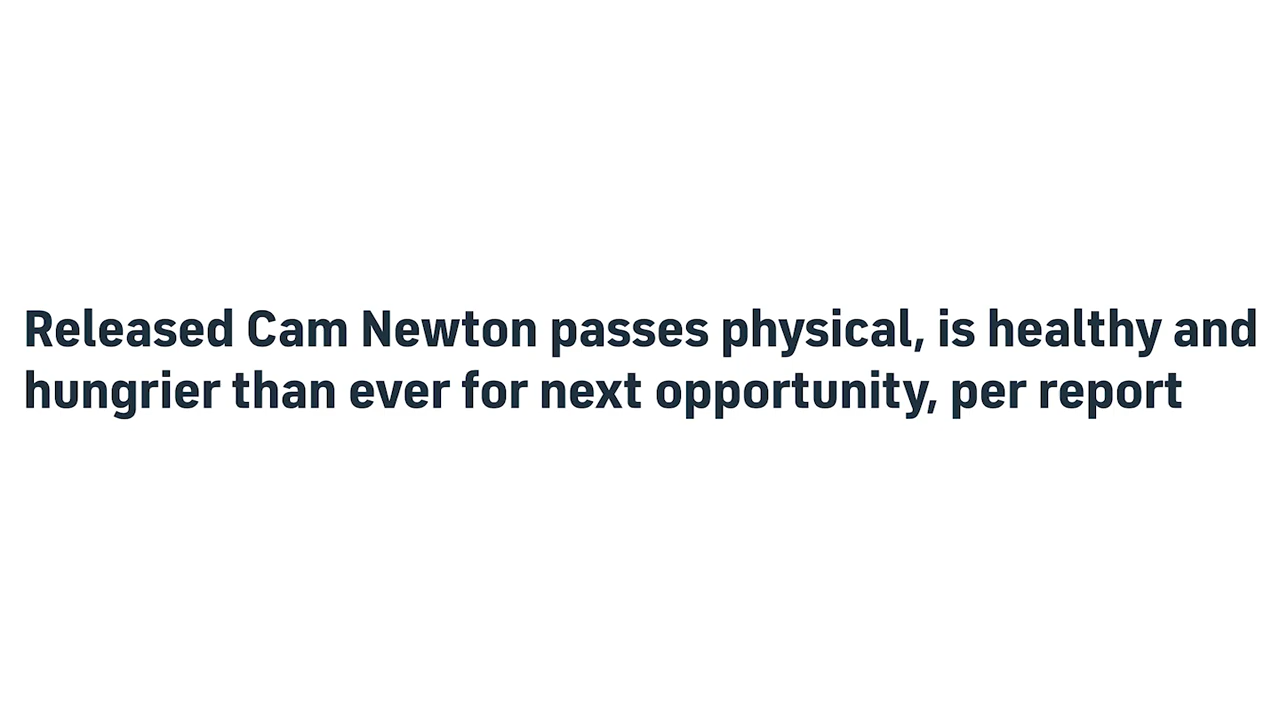 Released Cam Newton passes physical, is healthy and
hungrier than ever for next opportunity, per report